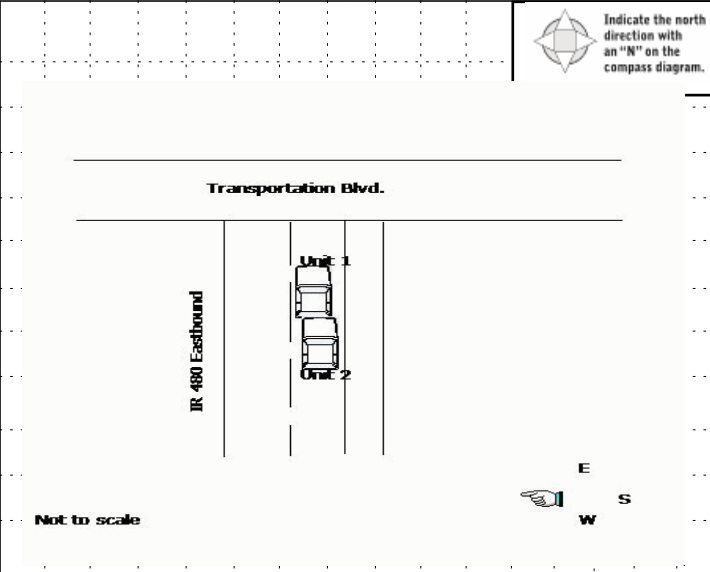 Indicate the north
direction with
an “N” on the
compass diagram.
Transportation Blvd.
Unit 1
IR 480 Eastbound
Unit 2
E
S
W
Not to scale